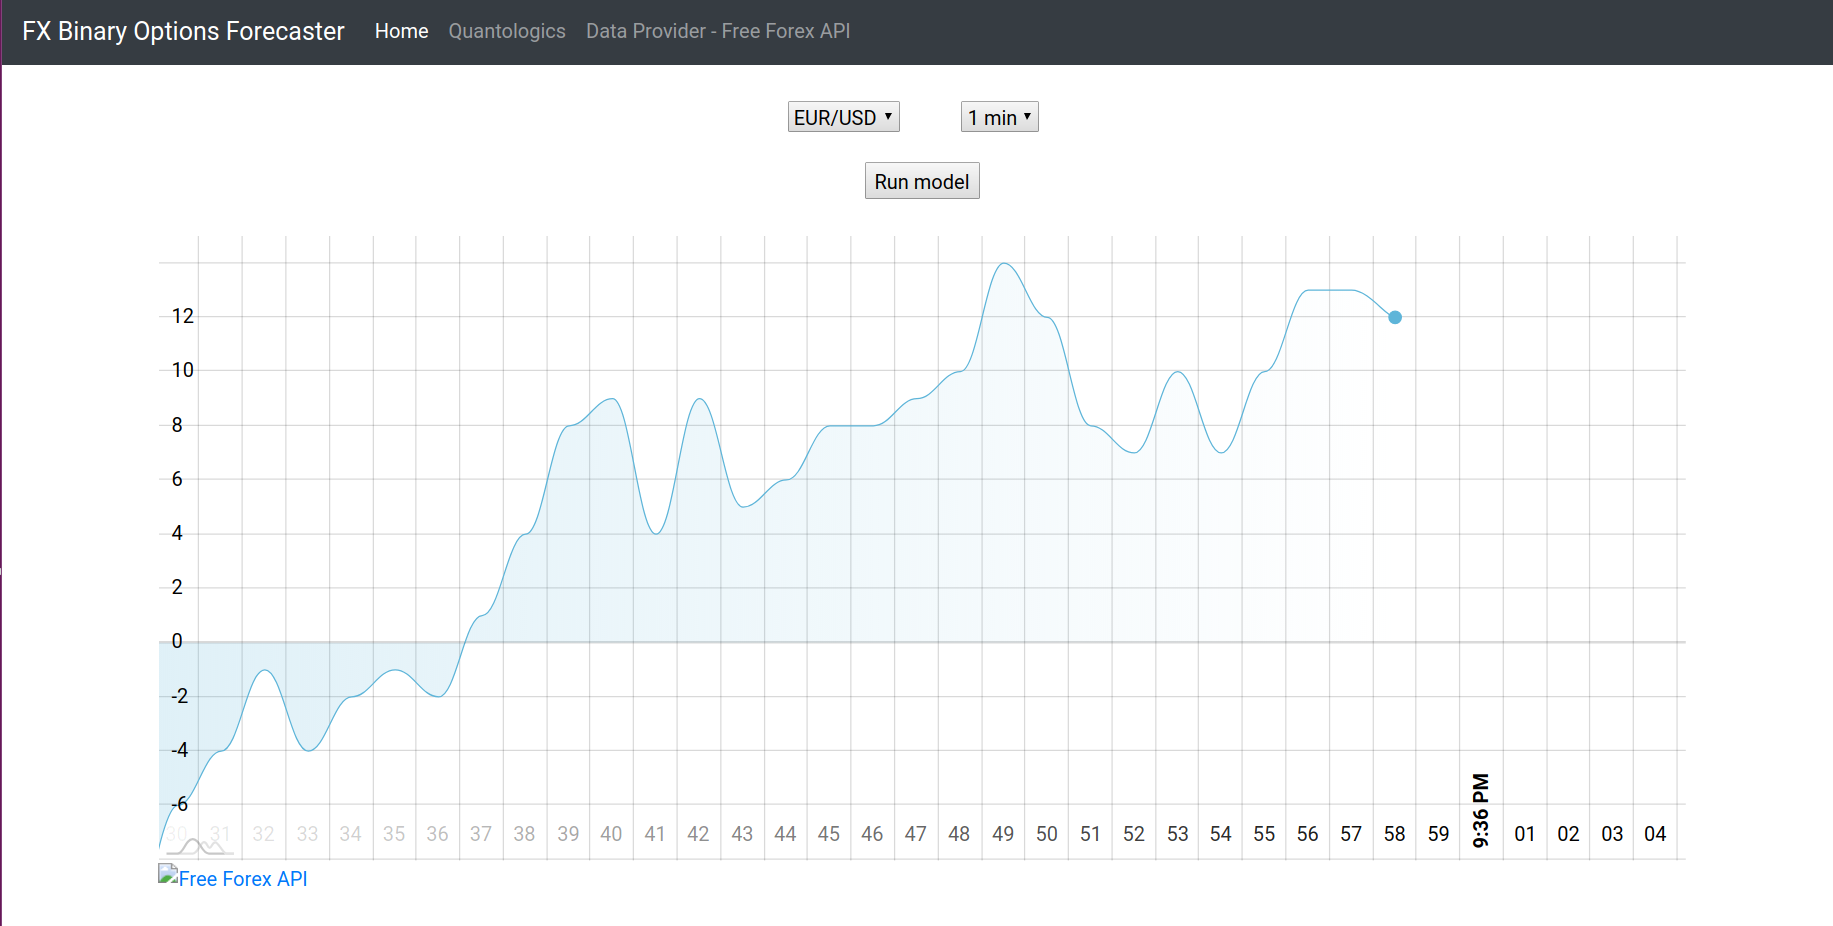 FX Binary Options Forecaster Home Quantologics Data Provider - Free Forex API
EUR/USD 1 min
Run model
12
10
8
6
4
2
0
-2
-4
-6
30 31 32 33 34 35 36 37 38 39 40 41 42 43 44 45 46 47 48 49 50 51 52 53 54 55 56 57 58 59 9:36 PM 01 02 03 04
Free Forex API